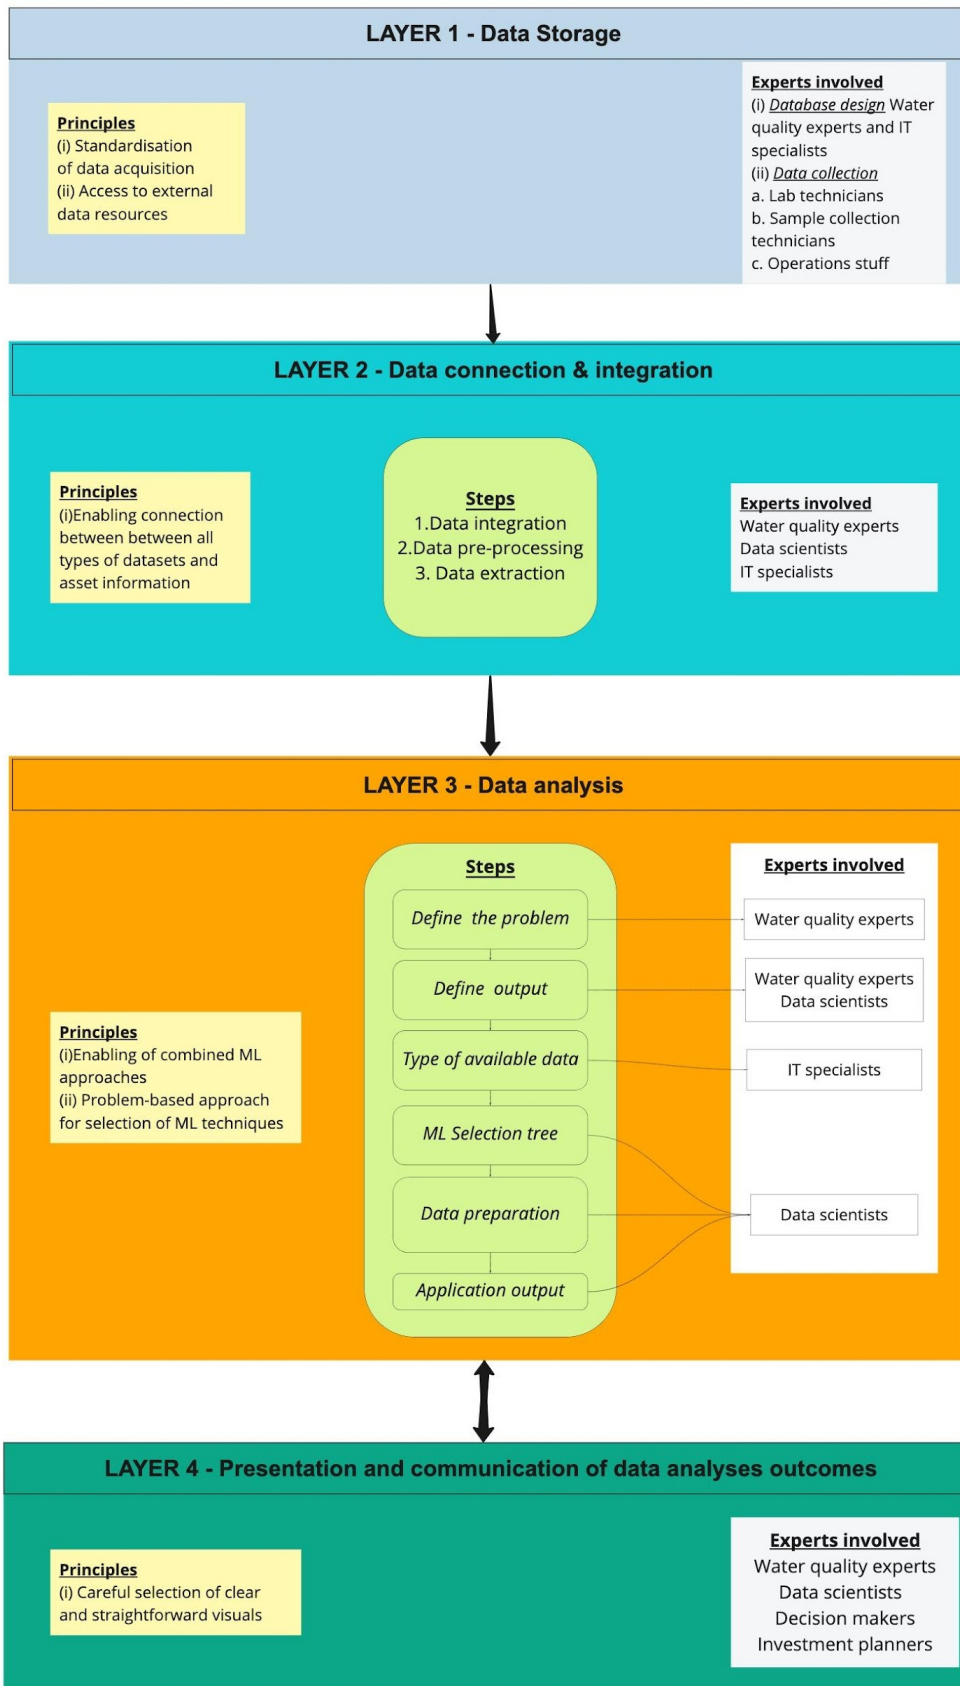 LAYER 1 - Data Storage
Principles
(i) Standardisation
of data acquisition
(ii) Access to external
data resources
Experts involved
(i) Database design Water
quality experts and IT
specialists
(ii) Data collection
a. Lab technicians
b. Sample collection
technicians
c. Operations stuff
LAYER 2 - Data connection & integration
Principles
(i)Enabling connection
between between all
types of datasets and
asset information
Steps
1.Data integration
2.Data pre-processing
3. Data extraction
Experts involved
Water quality experts
Data scientists
IT specialists
LAYER 3 - Data analysis
Principles
(i)Enabling of combined ML
approaches
(ii) Problem-based approach
for selection of ML techniques
Steps
Define the problem
Define output
Type of available data
ML Selection tree
Data preparation
Application output
Experts involved
Water quality experts
Water quality experts
Data scientists
IT specialists
Data scientists
LAYER 4 - Presentation and communication of data analyses outcomes
Principles
(i) Careful selection of clear
and straightforward visuals
Experts involved
Water quality experts
Data scientists
Decision makers
Investment planners